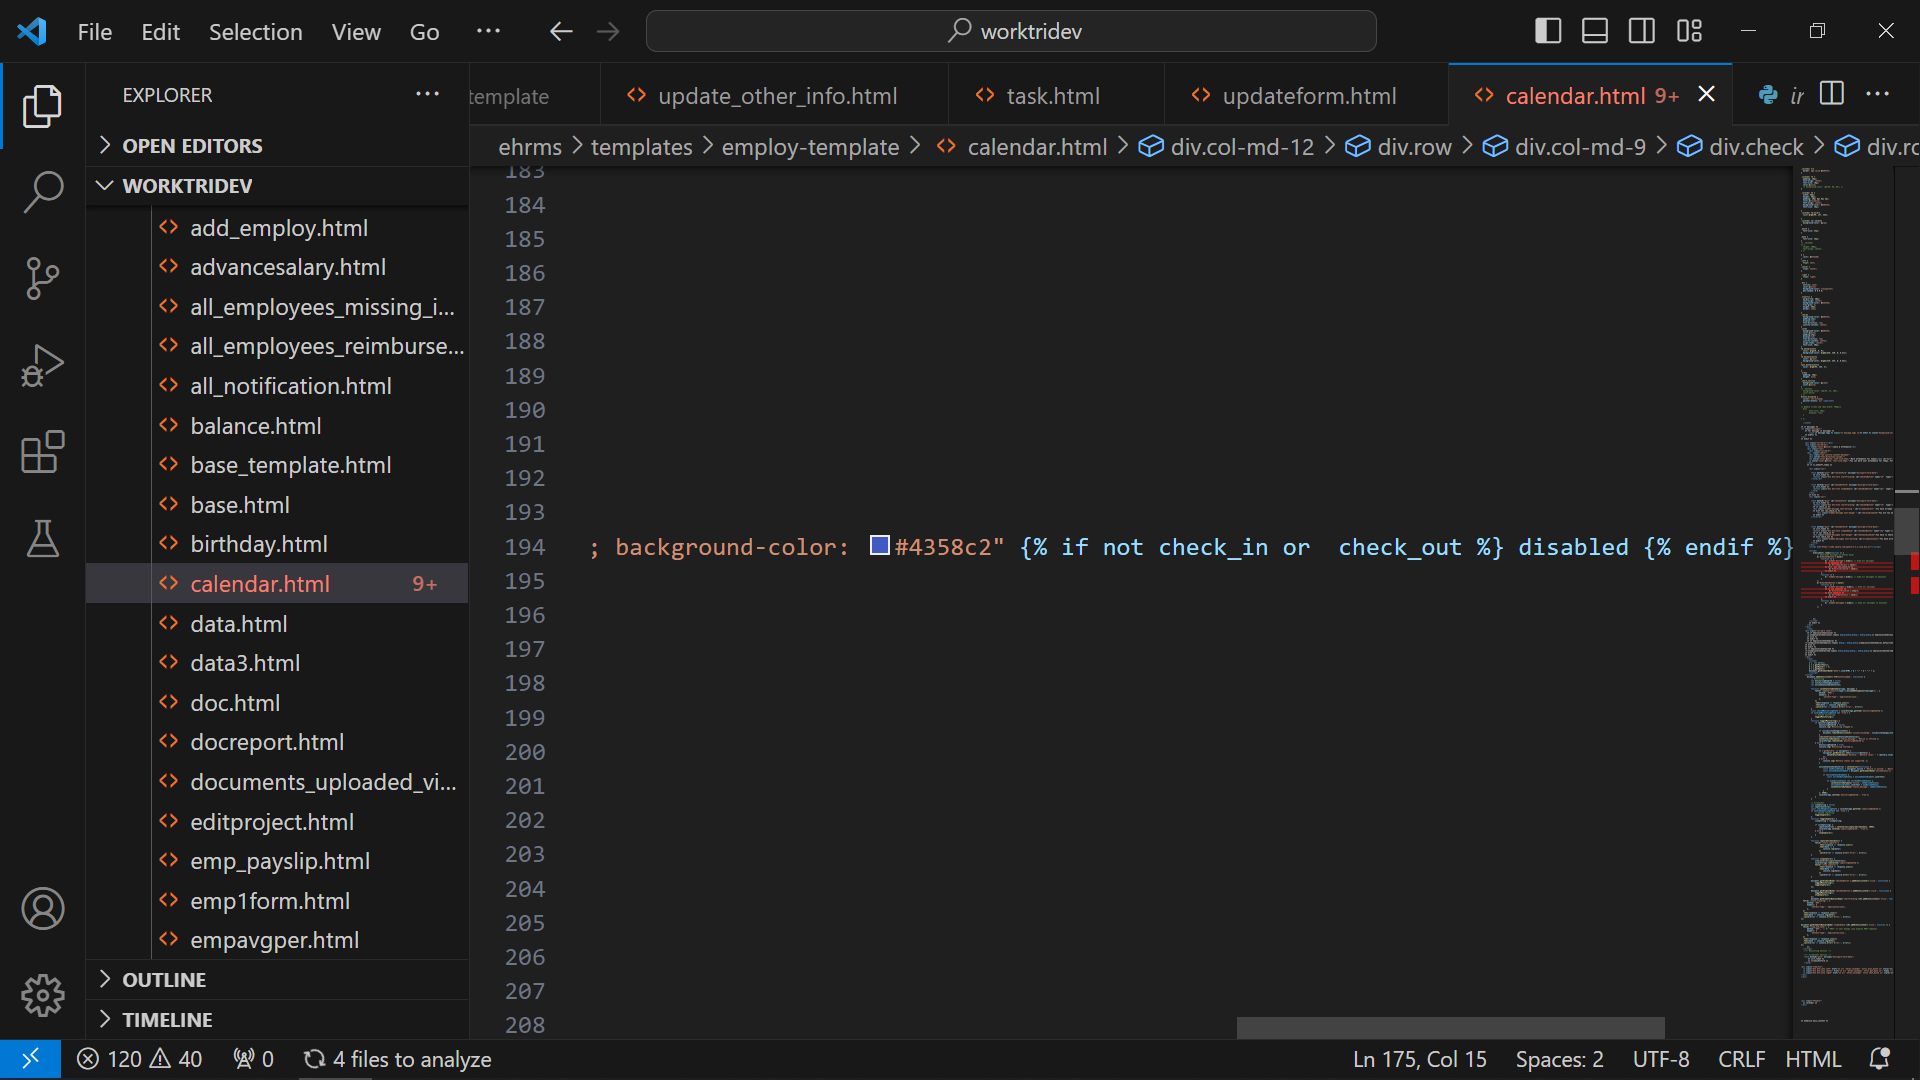 File Edit Selection View Go ··· worktridev
EXPLORER ···
OPEN EDITORS
WORKTRIDEV
add_employ.html
advancesalary.html
all_employees_missing_i...
all_employees_reimburse...
all_notification.html
balance.html
base_template.html
base.html
birthday.html
calendar.html 9+
data.html
data3.html
doc.html
docreport.html
documents_uploaded_vi...
editproject.html
emp_payslip.html
emp1form.html
empavgper.html
OUTLINE
TIMELINE
template update_other_info.html task.html updateform.html calendar.html 9+ ir ···
ehrms > templates > employ-template > calendar.html > div.col-md-12 > div.row > div.col-md-9 > div.check > div.ro
183
184
185
186
187
188
189
190
191
192
193
194 ; background-color: #4358c2" {% if not check_in or  check_out %} disabled {% endif %}
195
196
197
198
199
200
201
202
203
204
205
206
207
208
120 40 0 4 files to analyze Ln 175, Col 15 Spaces: 2 UTF-8 CRLF HTML